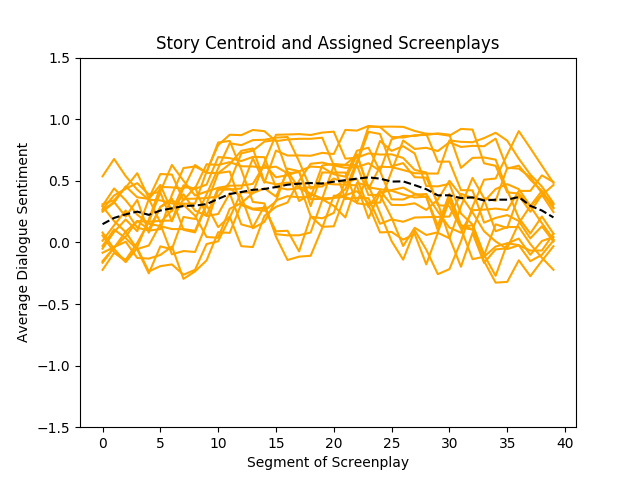 Story Centroid and Assigned Screenplays
1.5
1.0
0.5
0.0
−0.5
−1.0
−1.5
Average Dialogue Sentiment
0 5 10 15 20 25 30 35 40
Segment of Screenplay